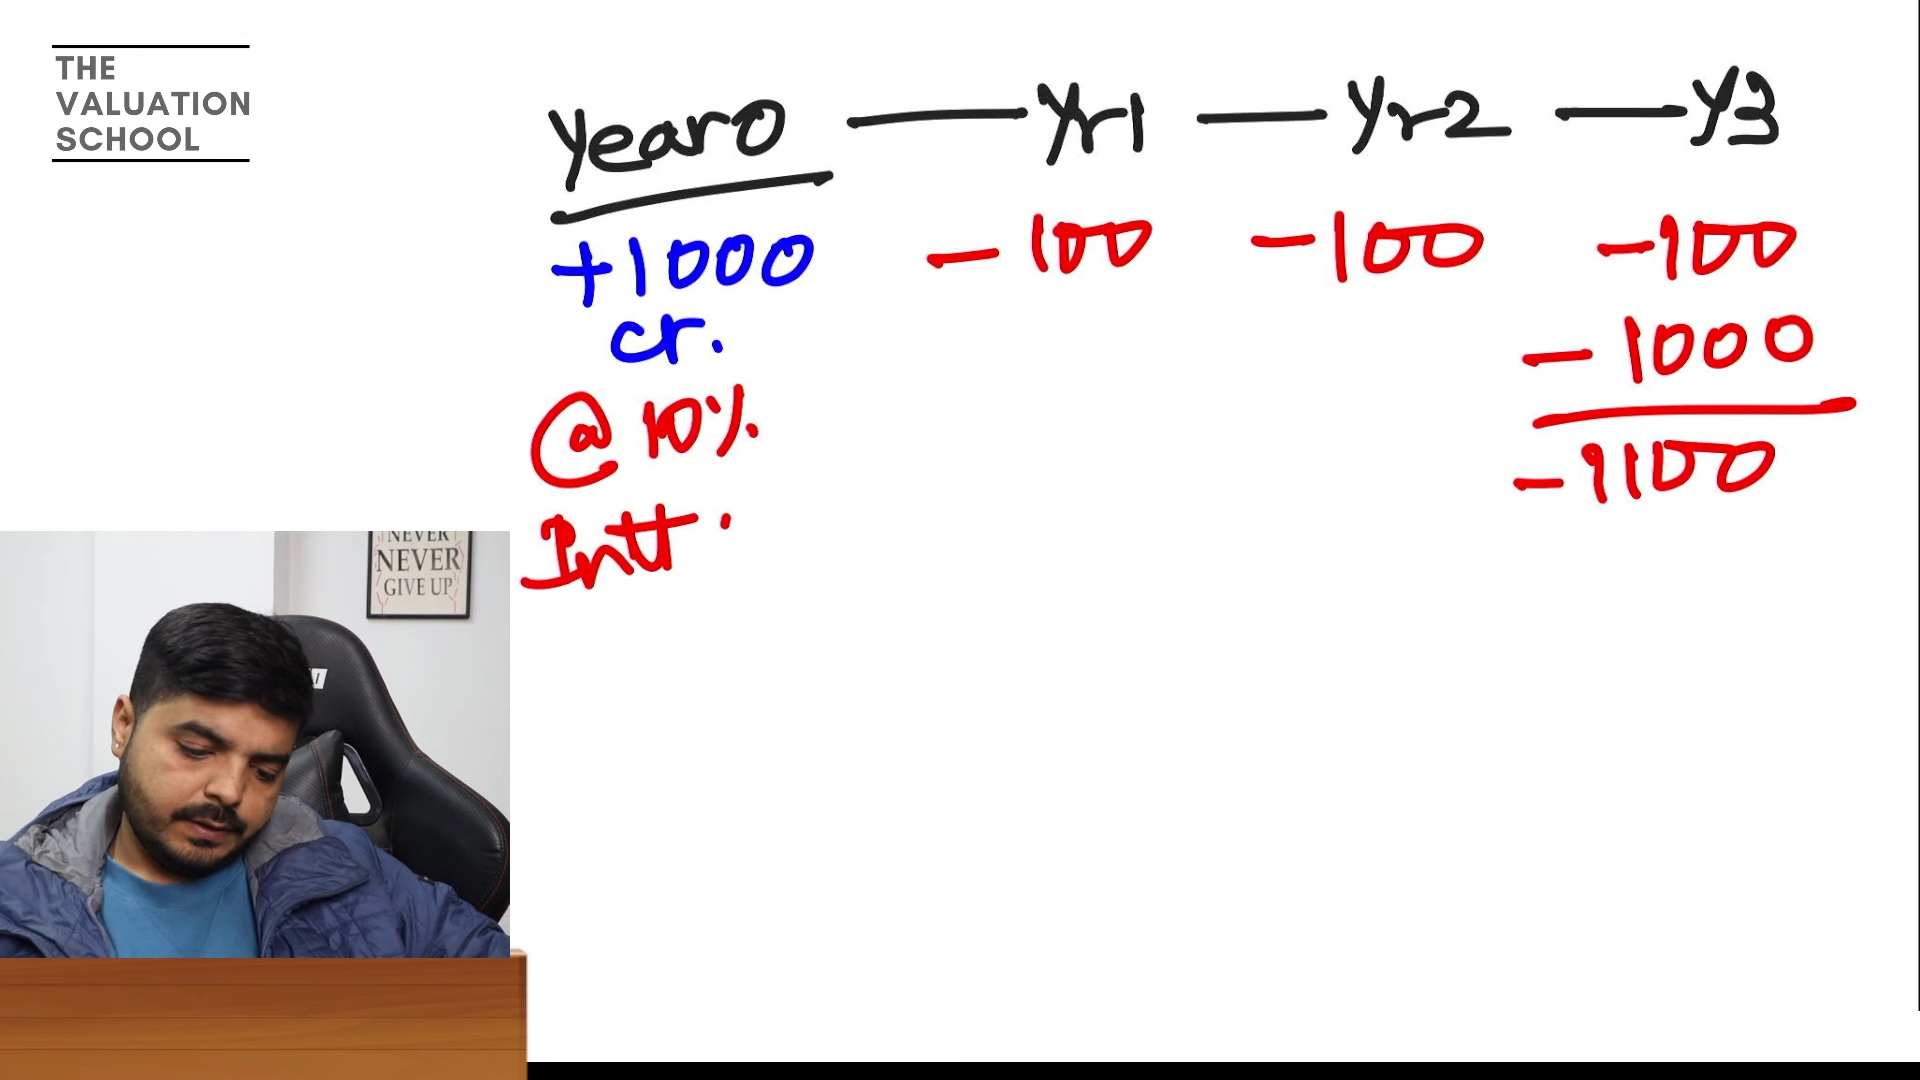 THE
VALUATION
SCHOOL
Year0 — Yr1 — Yr2 — Y3
+1000 -100 -100 -100
cr. -1000
@ 10% -1100
Intt.
NEVER
NEVER
GIVE UP